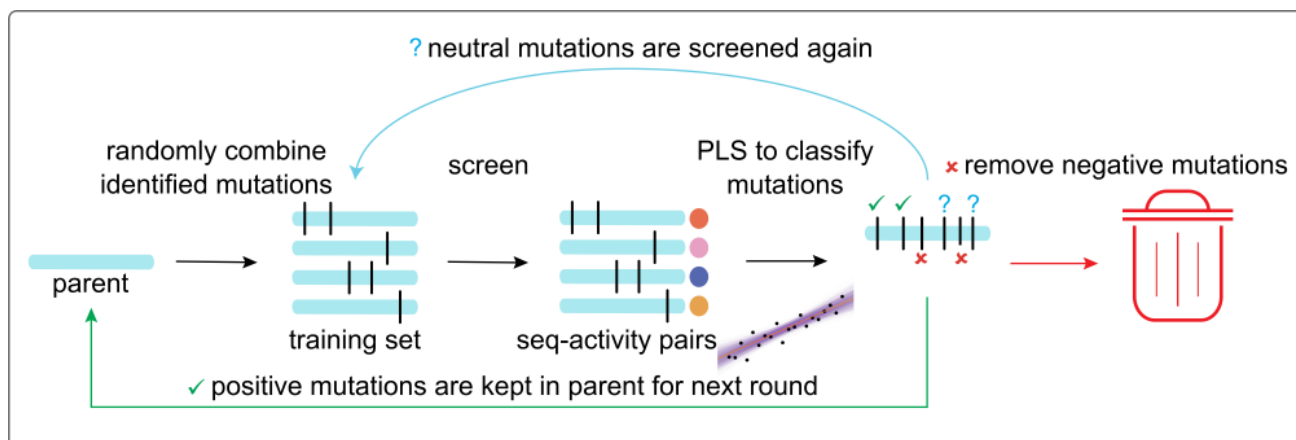 ? neutral mutations are screened again
randomly combine
identified mutations
screen
PLS to classify
mutations
✗ remove negative mutations
✓ ✓ ? ?
✗ ✗
parent
training set
seq-activity pairs
✓ positive mutations are kept in parent for next round